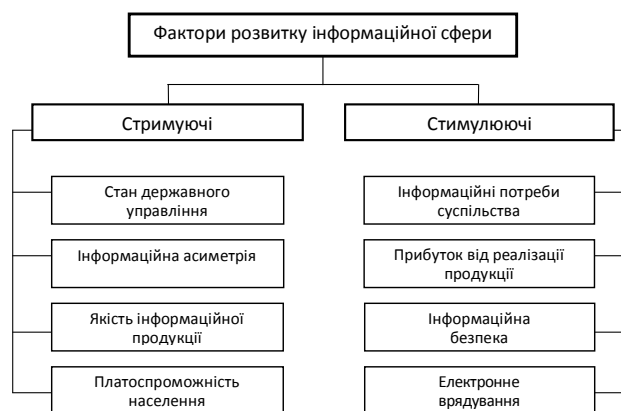 Фактори розвитку інформаційної сфери
Стримуючі
Стимулюючі
Стан державного
управління
Інформаційна асиметрія
Якість інформаційної
продукції
Платоспроможність
населення
Інформаційні потреби
суспільства
Прибуток від реалізації
продукції
Інформаційна
безпека
Електронне
врядування